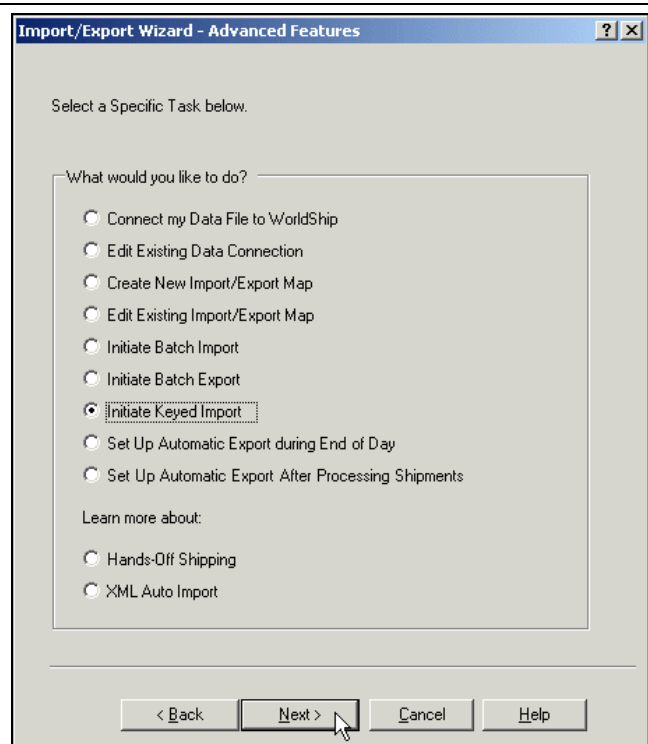 Import/Export Wizard - Advanced Features
Select a Specific Task below.
What would you like to do?
Connect my Data File to WorldShip
Edit Existing Data Connection
Create New Import/Export Map
Edit Existing Import/Export Map
Initiate Batch Import
Initiate Batch Export
Initiate Keyed Import
Set Up Automatic Export during End of Day
Set Up Automatic Export After Processing Shipments
Learn more about:
Hands-Off Shipping
XML Auto Import
< Back Next > Cancel Help